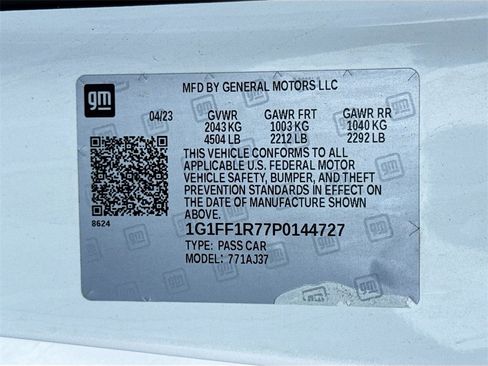 MFD BY GENERAL MOTORS LLC
gm
04/23 GVWR GAWR FRT GAWR RR
2043 KG 1003 KG 1040 KG
4504 LB 2212 LB 2292 LB
THIS VEHICLE CONFORMS TO ALL
APPLICABLE U.S. FEDERAL MOTOR
VEHICLE SAFETY, BUMPER, AND THEFT
PREVENTION STANDARDS IN EFFECT ON
THE DATE OF MANUFACTURE SHOWN
ABOVE.
8624
1G1FF1R77P0144727
TYPE: PASS CAR
MODEL: 771AJ37